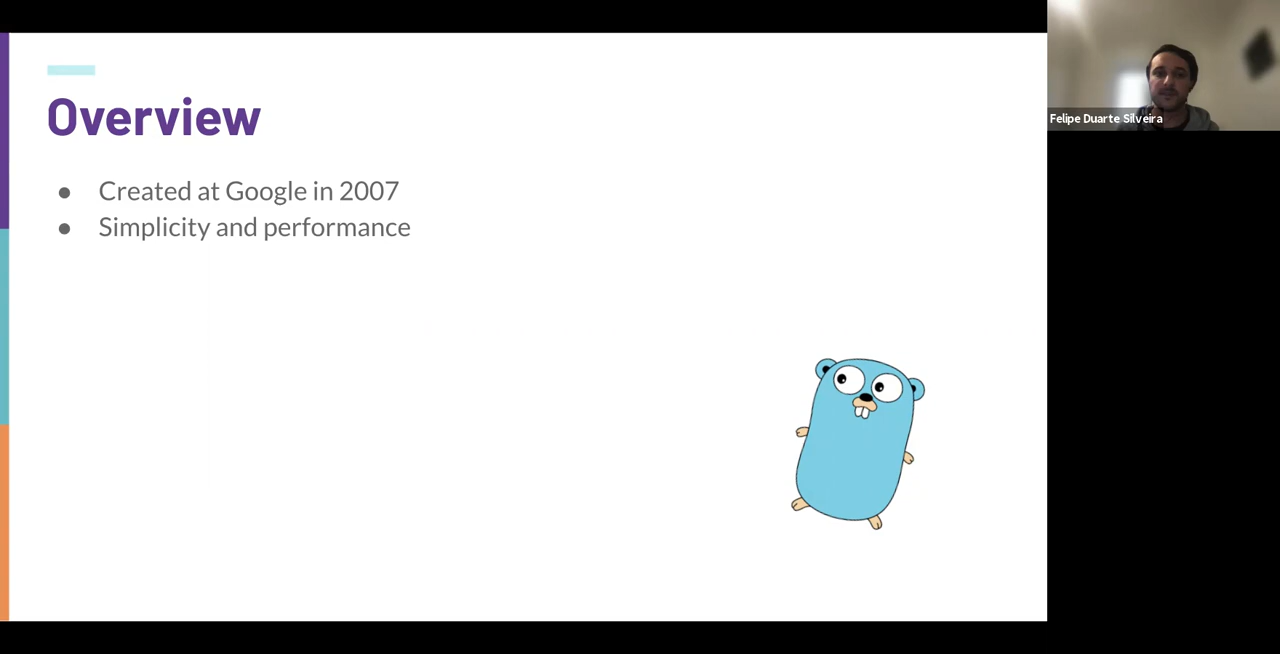 Overview
● Created at Google in 2007
● Simplicity and performance
Felipe Duarte Silveira